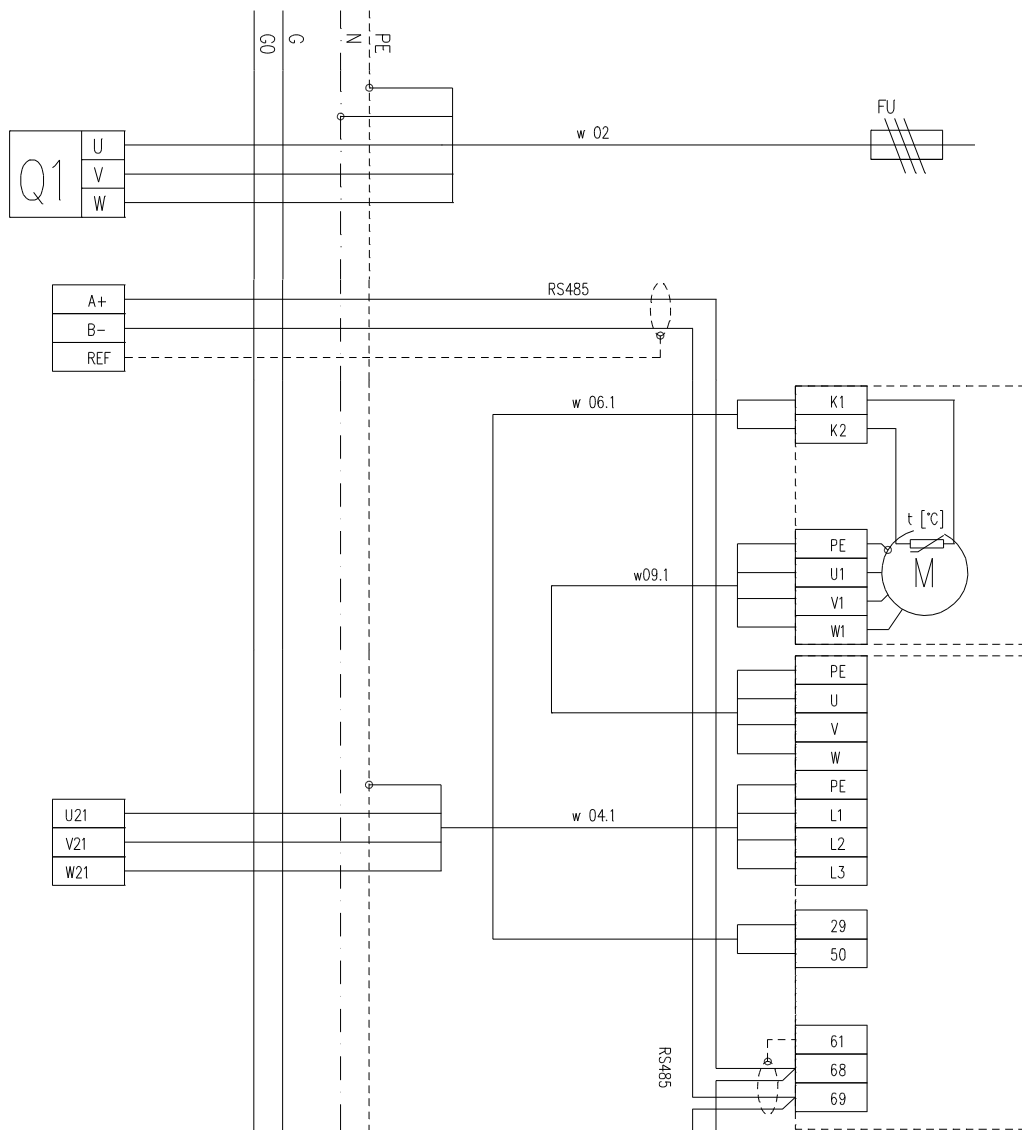 G0
G
N
PE
FU
w 02
Q1
U
V
W
A+
B-
REF
RS485
w 06.1
K1
K2
t [°C]
M
PE
U1
V1
W1
w09.1
PE
U
V
W
PE
L1
L2
L3
w 04.1
U21
V21
W21
29
50
RS485
61
68
69